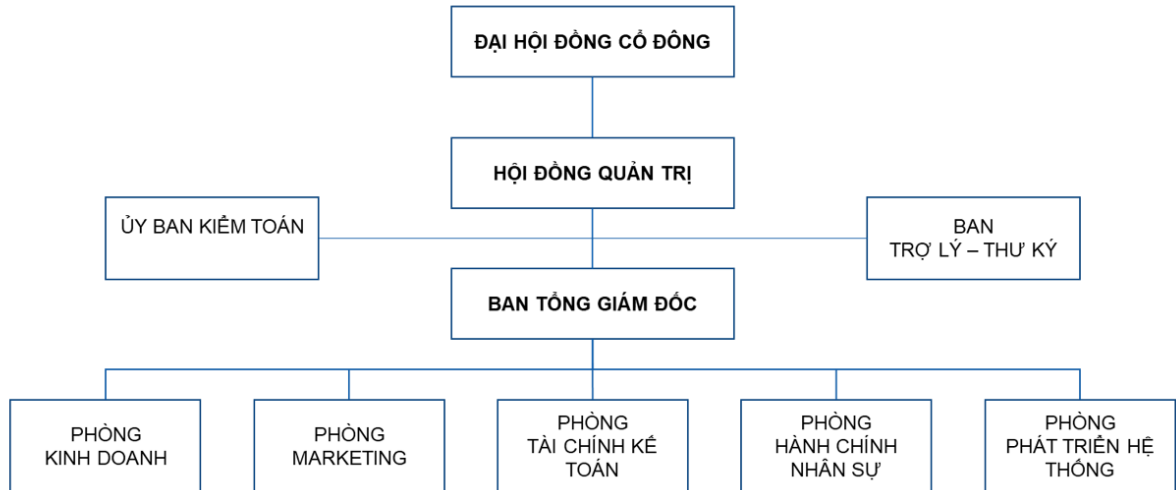 ĐẠI HỘI ĐỒNG CỔ ĐÔNG
HỘI ĐỒNG QUẢN TRỊ
ỦY BAN KIỂM TOÁN
BAN
TRỢ LÝ – THƯ KÝ
BAN TỔNG GIÁM ĐỐC
PHÒNG
KINH DOANH
PHÒNG
MARKETING
PHÒNG
TÀI CHÍNH KẾ
TOÁN
PHÒNG
HÀNH CHÍNH
NHÂN SỰ
PHÒNG
PHÁT TRIỂN HỆ
THỐNG